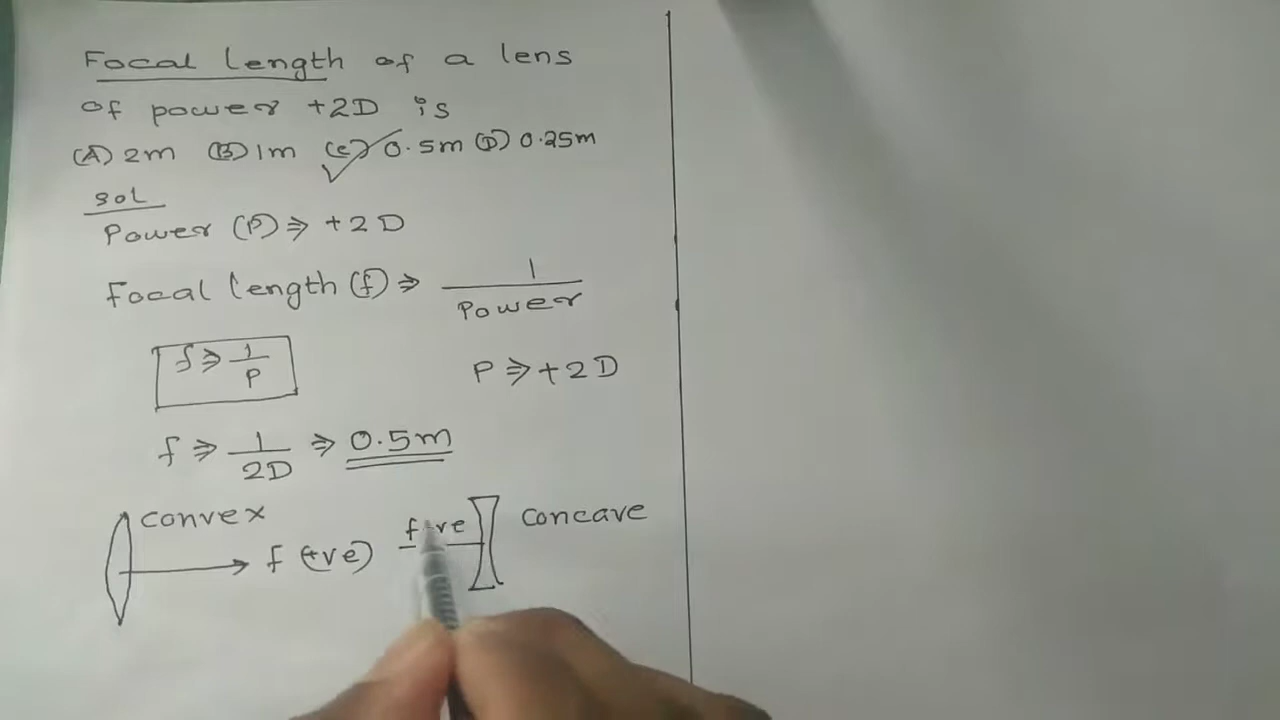 Focal length of a lens
of power +2D is
(A) 2m (B) 1m (c) 0.5m (D) 0.25m
sol
Power (P) ⇒ +2D
Focal length (f) ⇒ 1/Power
f ⇒ 1/P
P ⇒ +2D
f ⇒ 1/2D ⇒ 0.5m
convex
f (+ve)
f -ve
concave